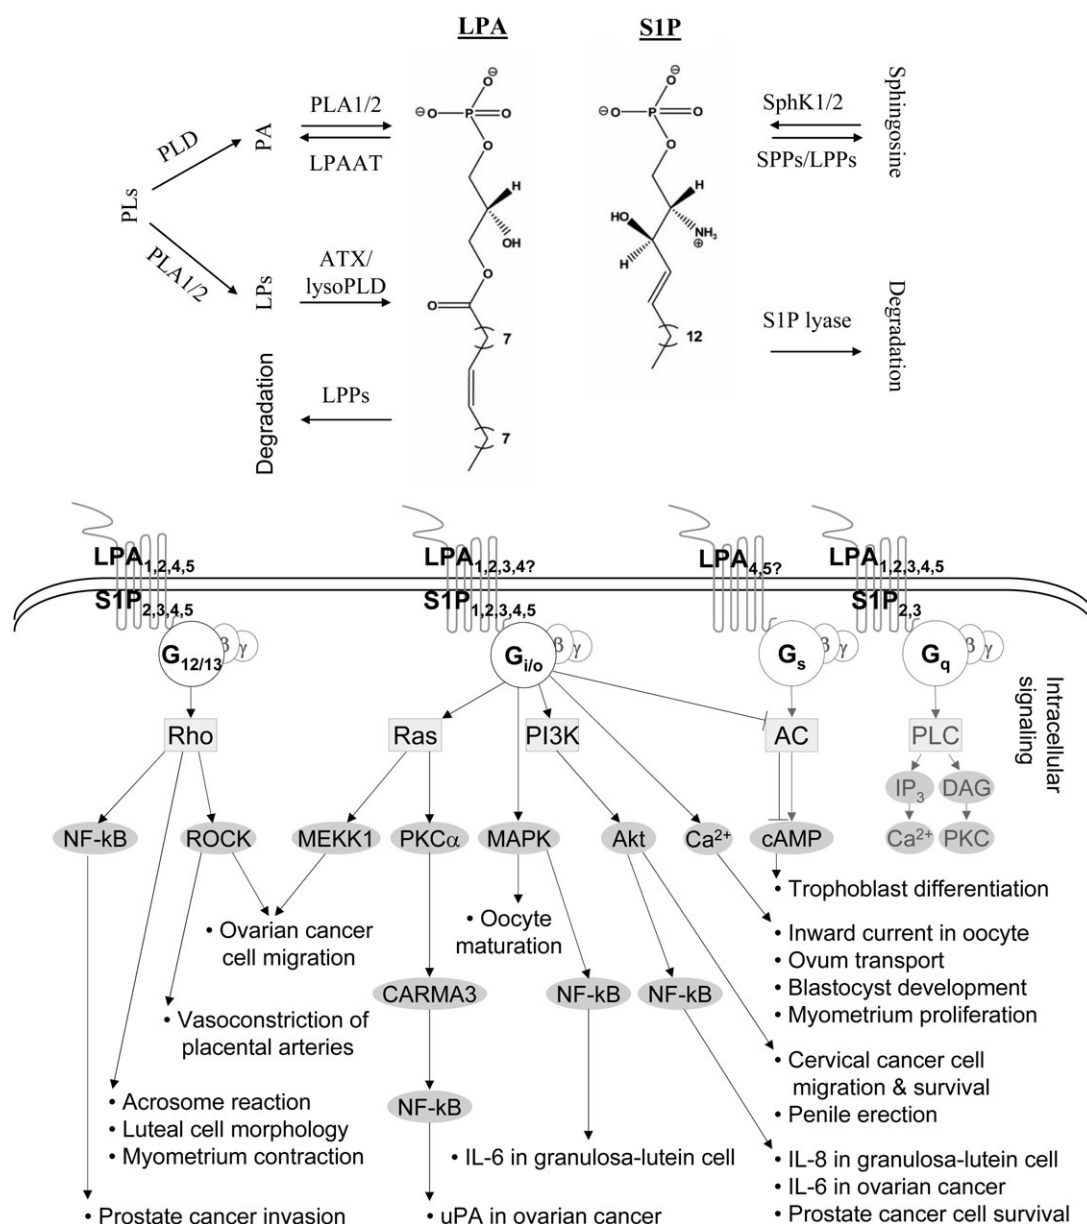 LPA
S1P
⊖O
O⊖
P
O
O
H
OH
O
O
7
7
⊖O
O⊖
P
O
O
H
HO
NH3
⊕
H
12
PLs
PLD
PLA1/2
PA
PLA1/2
LPAAT
LPs
ATX/
lysoPLD
Degradation
LPPs
SphK1/2
SPPs/LPPs
Sphingosine
S1P lyase
Degradation
LPA1,2,4,5
S1P2,3,4,5
LPA1,2,3,4?
S1P1,2,3,4,5
LPA4,5?
LPA1,2,3,4,5
S1P2,3
G12/13
β γ
Gi/o
β γ
Gs
β γ
Gq
β γ
Intracellular
signaling
Rho
Ras
PI3K
AC
PLC
IP3
DAG
NF-kB
ROCK
MEKK1
PKCα
MAPK
Akt
Ca2+
cAMP
Ca2+
PKC
• Trophoblast differentiation
• Ovarian cancer
cell migration
• Oocyte
maturation
• Inward current in oocyte
• Ovum transport
• Blastocyst development
• Myometrium proliferation
CARMA3
NF-kB
NF-kB
• Vasoconstriction of
placental arteries
• Cervical cancer cell
migration & survival
• Penile erection
• Acrosome reaction
• Luteal cell morphology
• Myometrium contraction
NF-kB
• IL-6 in granulosa-lutein cell
• IL-8 in granulosa-lutein cell
• IL-6 in ovarian cancer
• Prostate cancer cell survival
• Prostate cancer invasion
• uPA in ovarian cancer